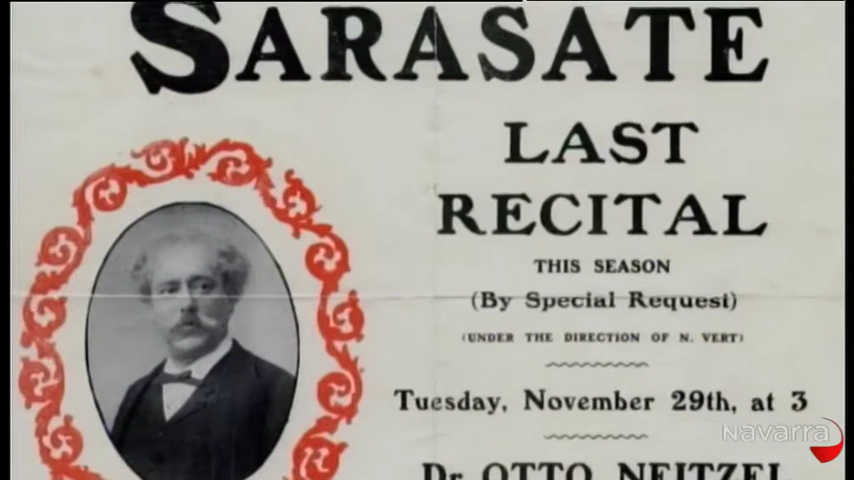 SARASATE
LAST
RECITAL
THIS SEASON
(By Special Request)
(UNDER THE DIRECTION OF N. VERT)
Tuesday, November 29th, at 3
Dr OTTO NEITZEL
Navarra